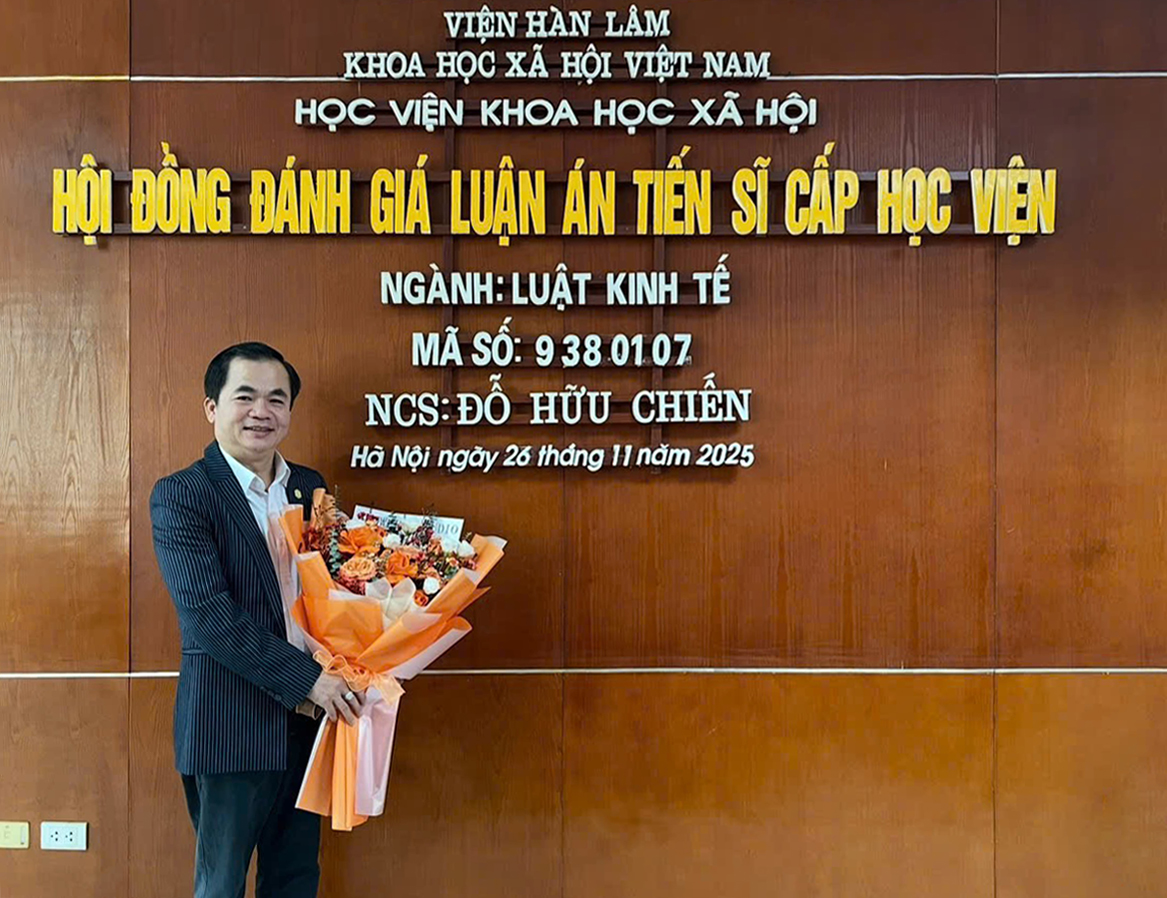 VIỆN HÀN LÂM
KHOA HỌC XÃ HỘI VIỆT NAM
HỌC VIỆN KHOA HỌC XÃ HỘI
HỘI ĐỒNG ĐÁNH GIÁ LUẬN ÁN TIẾN SĨ CẤP HỌC VIỆN
NGÀNH: LUẬT KINH TẾ
MÃ SỐ: 9 38 01 07
NCS: ĐỖ HỮU CHIẾN
Hà Nội ngày 26 tháng 11 năm 2025